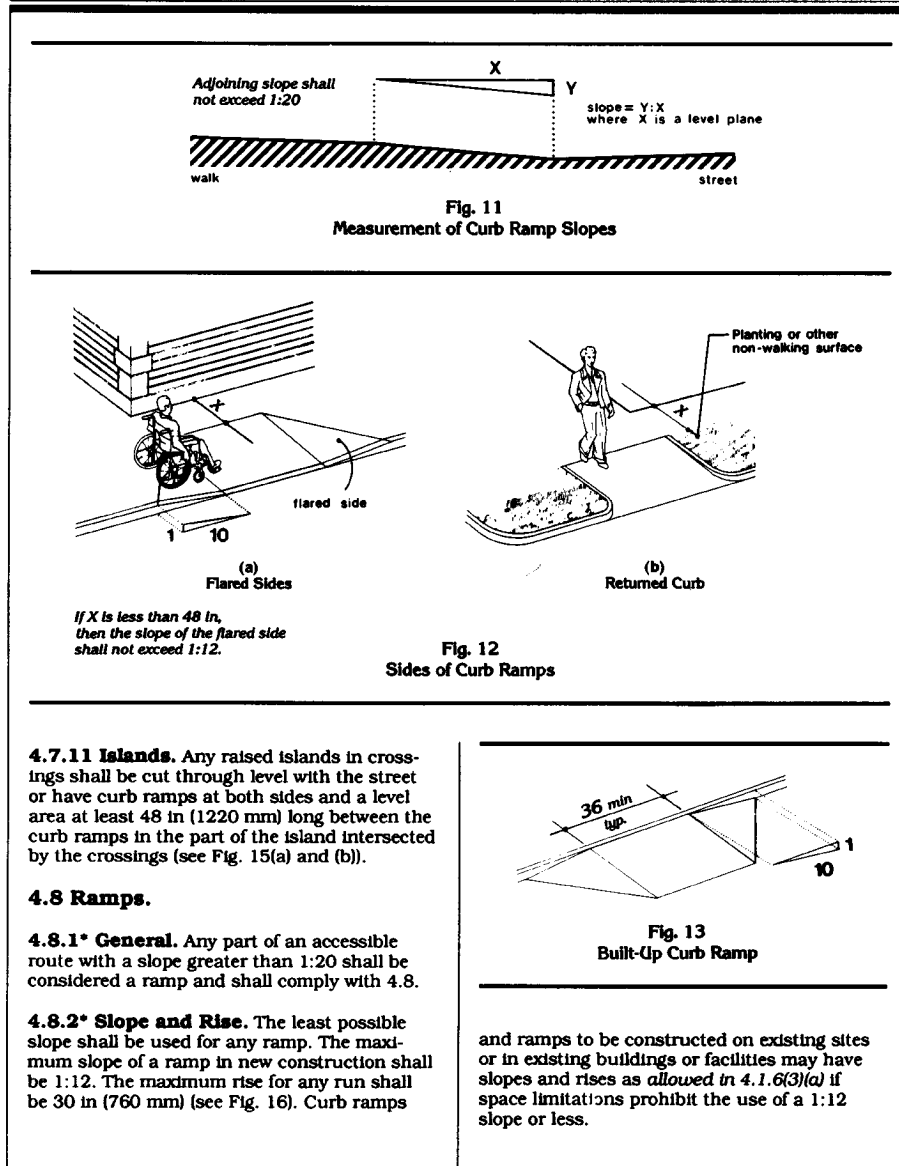 Adjoining slope shall
not exceed 1:20
X
Y
slope = Y:X
where X is a level plane
walk
street
Fig. 11
Measurement of Curb Ramp Slopes
X
flared side
1 10
(a)
Flared Sides
If X is less than 48 in,
then the slope of the flared side
shall not exceed 1:12.
Planting or other
non-walking surface
X
(b)
Returned Curb
Fig. 12
Sides of Curb Ramps
4.7.11 Islands. Any raised islands in cross-
ings shall be cut through level with the street
or have curb ramps at both sides and a level
area at least 48 in (1220 mm) long between the
curb ramps in the part of the island intersected
by the crossings (see Fig. 15(a) and (b)).
4.8 Ramps.
4.8.1* General. Any part of an accessible
route with a slope greater than 1:20 shall be
considered a ramp and shall comply with 4.8.
4.8.2* Slope and Rise. The least possible
slope shall be used for any ramp. The maxi-
mum slope of a ramp in new construction shall
be 1:12. The maximum rise for any run shall
be 30 in (760 mm) (see Fig. 16). Curb ramps
36 min
typ.
1
10
Fig. 13
Built-Up Curb Ramp
and ramps to be constructed on existing sites
or in existing buildings or facilities may have
slopes and rises as allowed in 4.1.6(3)(a) if
space limitations prohibit the use of a 1:12
slope or less.